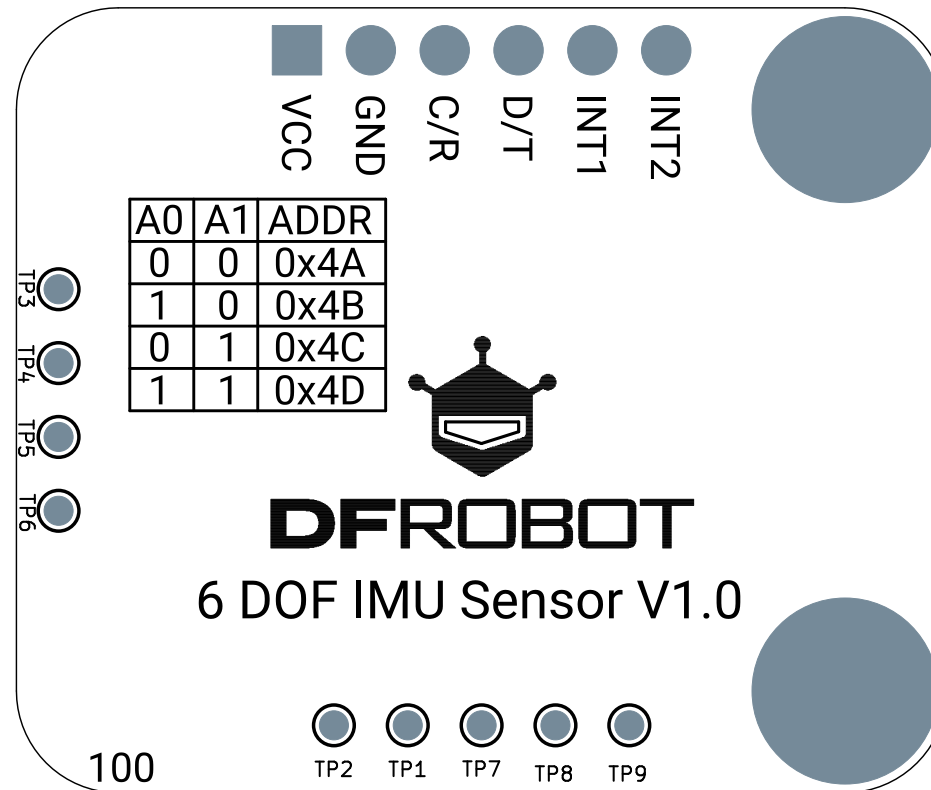 VCC GND C/R D/T INT1 INT2
A0 A1 ADDR
0 0 0x4A
1 0 0x4B
0 1 0x4C
1 1 0x4D
TP3
TP4
TP5
TP6
DFROBOT
6 DOF IMU Sensor V1.0
TP2 TP1 TP7 TP8 TP9
100